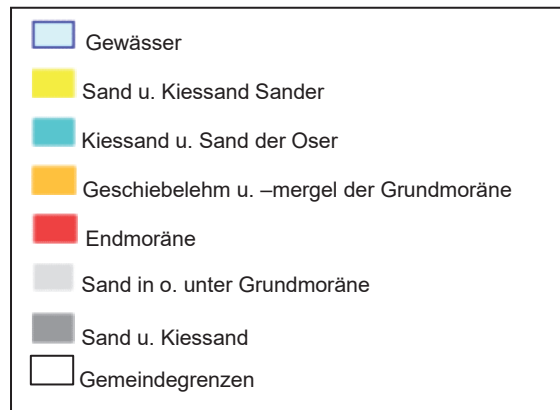 Gewässer
Sand u. Kiessand Sander
Kiessand u. Sand der Oser
Geschiebelehm u. –mergel der Grundmoräne
Endmoräne
Sand in o. unter Grundmoräne
Sand u. Kiessand
Gemeindegrenzen